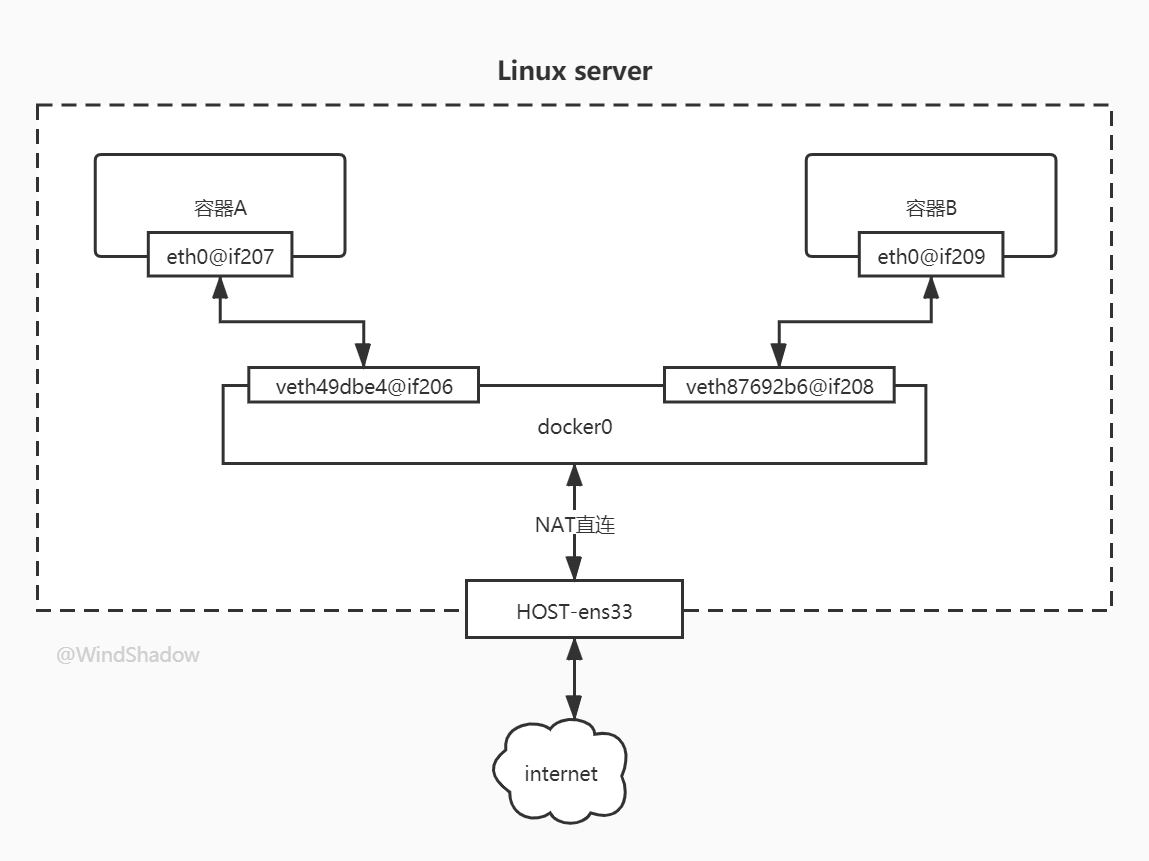 Linux server
容器A
容器B
eth0@if207
eth0@if209
veth49dbe4@if206
veth87692b6@if208
docker0
NAT直连
HOST-ens33
@WindShadow
internet